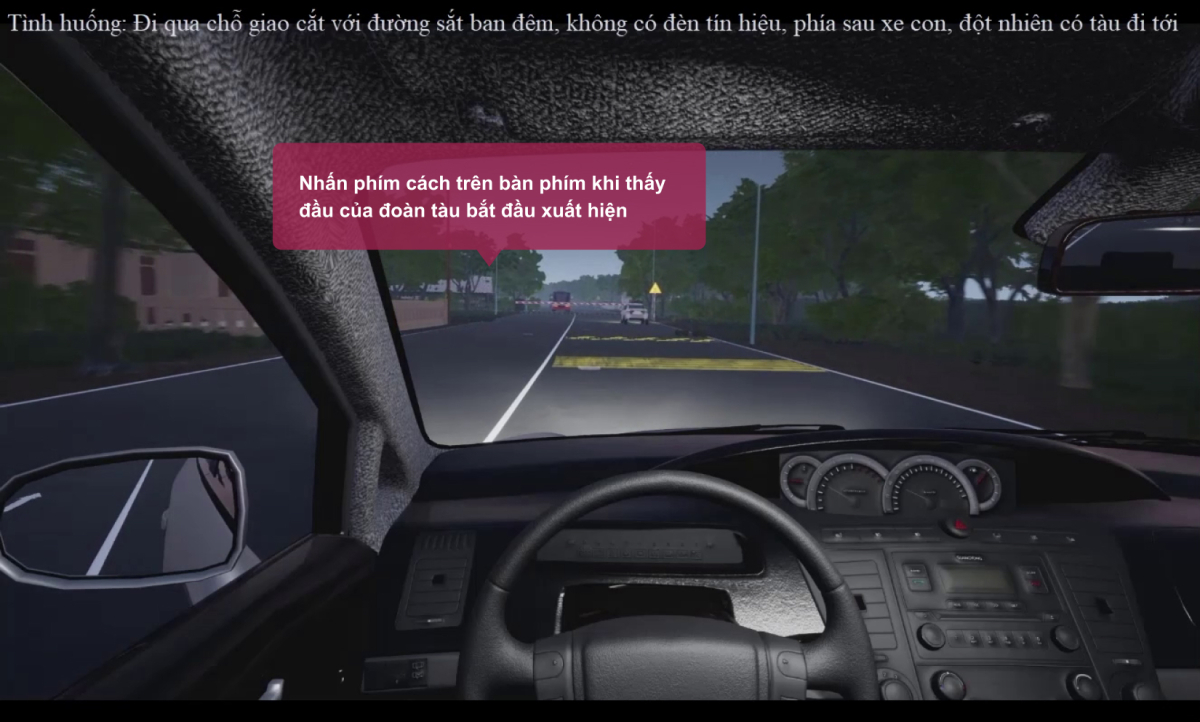 Tình huống: Đi qua chỗ giao cắt với đường sắt ban đêm, không có đèn tín hiệu, phía sau xe con, đột nhiên có tàu đi tới
Nhấn phím cách trên bàn phím khi thấy
đầu của đoàn tàu bắt đầu xuất hiện